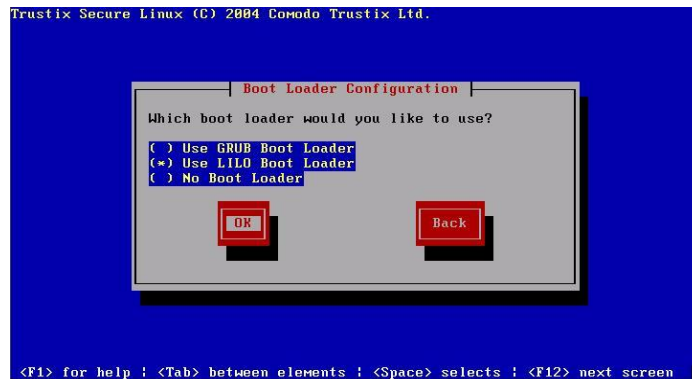 Trustix Secure Linux (C) 2004 Comodo Trustix Ltd.
Boot Loader Configuration
Which boot loader would you like to use?
( ) Use GRUB Boot Loader
(*) Use LILO Boot Loader
( ) No Boot Loader
OK Back
<F1> for help ¦ <Tab> between elements ¦ <Space> selects ¦ <F12> next screen